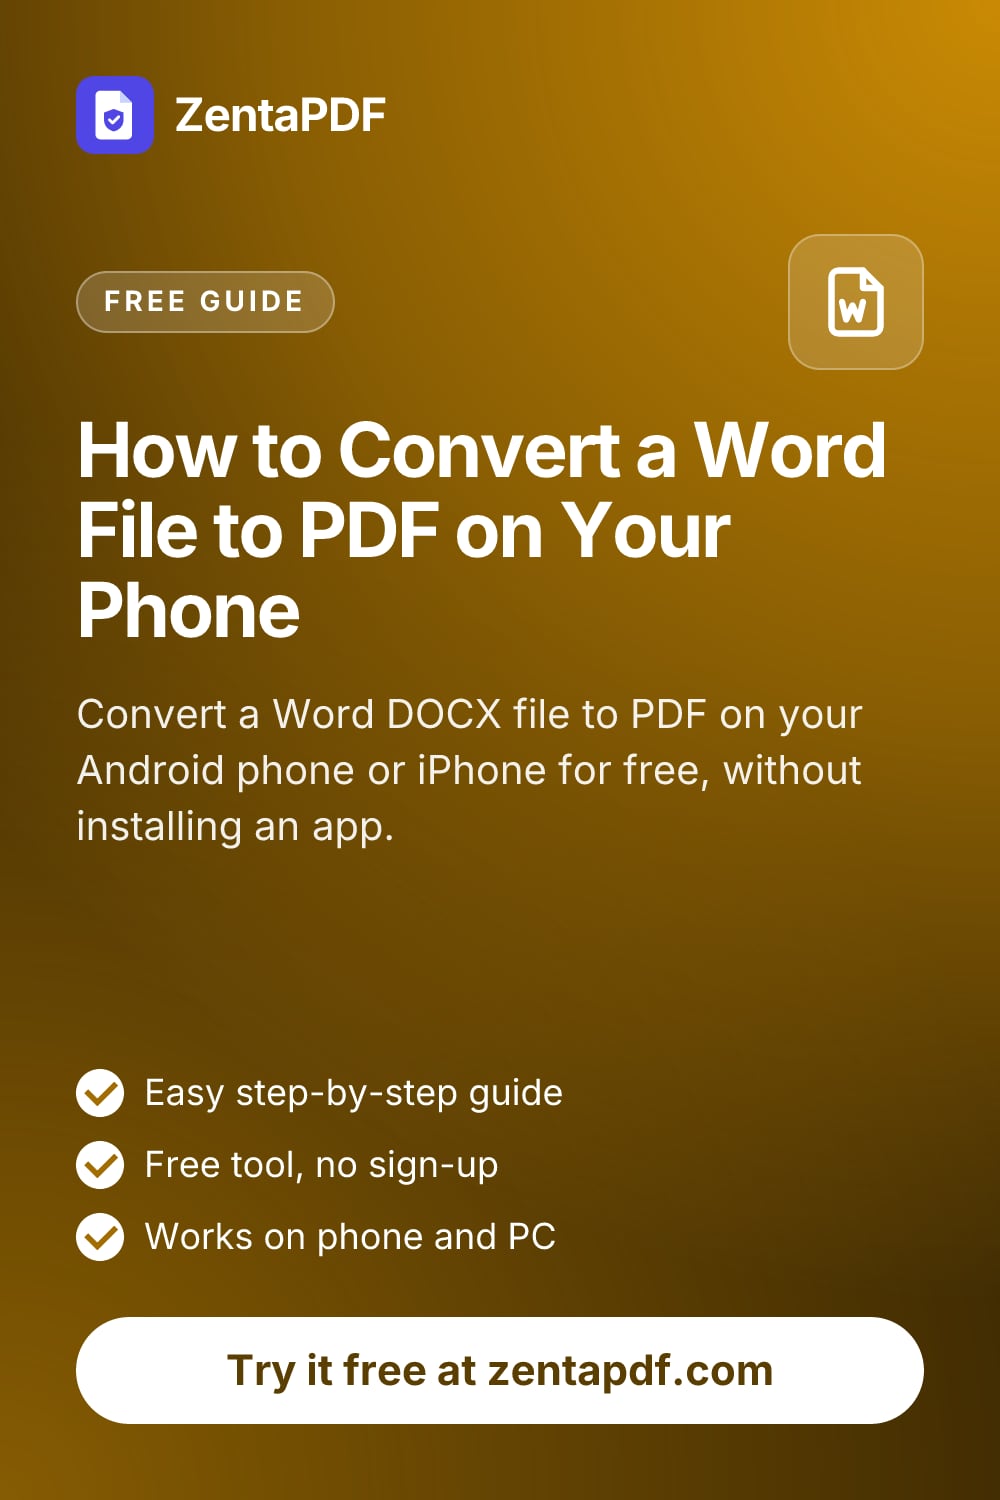 ZentaPDF
FREE GUIDE
W
How to Convert a Word
File to PDF on Your
Phone
Convert a Word DOCX file to PDF on your
Android phone or iPhone for free, without
installing an app.
Easy step-by-step guide
Free tool, no sign-up
Works on phone and PC
Try it free at zentapdf.com